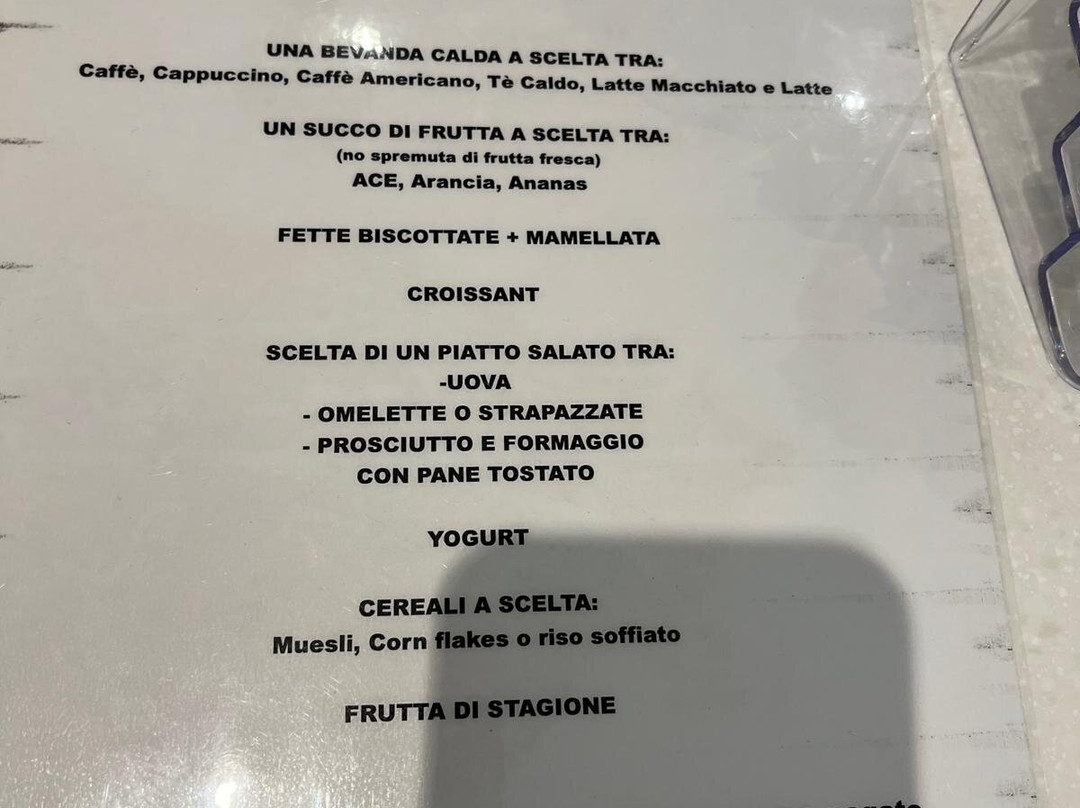 UNA BEVANDA CALDA A SCELTA TRA:
Caffè, Cappuccino, Caffè Americano, Tè Caldo, Latte Macchiato e Latte
UN SUCCO DI FRUTTA A SCELTA TRA:
(no spremuta di frutta fresca)
ACE, Arancia, Ananas
FETTE BISCOTTATE + MAMELLATA
CROISSANT
SCELTA DI UN PIATTO SALATO TRA:
-UOVA
- OMELETTE O STRAPAZZATE
- PROSCIUTTO E FORMAGGIO
CON PANE TOSTATO
YOGURT
CEREALI A SCELTA:
Muesli, Corn flakes o riso soffiato
FRUTTA DI STAGIONE